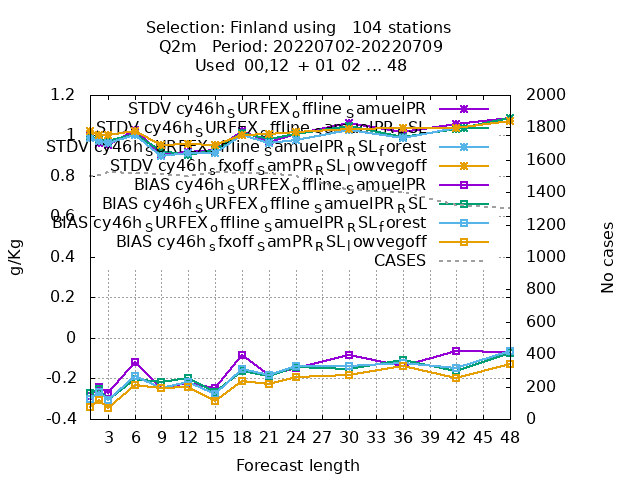 Selection: Finland using 104 stations
Q2m Period: 20220702-20220709
Used 00,12 + 01 02 ... 48
STDV cy46h_SURFEX_offline_SamuelPR
STDV cy46h_SURFEX_offline_SamuelPR_RSL
STDV cy46h_SURFEX_offline_SamuelPR_RSL_forest
STDV cy46h_sfxoff_SamPR_RSL_lowvegoff
BIAS cy46h_SURFEX_offline_SamuelPR
BIAS cy46h_SURFEX_offline_SamuelPR_RSL
BIAS cy46h_SURFEX_offline_SamuelPR_RSL_forest
BIAS cy46h_sfxoff_SamPR_RSL_lowvegoff
CASES
1.2
1
0.8
0.6
0.4
0.2
0
-0.2
-0.4
g/Kg
2000
1800
1600
1400
1200
1000
800
600
400
200
0
No cases
3 6 9 12 15 18 21 24 27 30 33 36 39 42 45 48
Forecast length